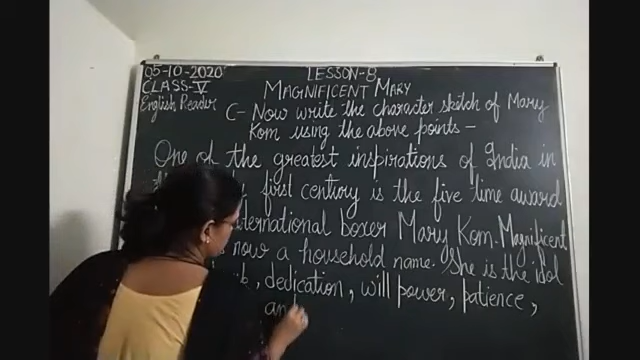 05-10-2020
CLASS-V
English Reader
LESSON-8
MAGNIFICENT MARY
C- Now write the character sketch of Mary
Kom using the above points -
One of the greatest inspirations of India in
first century is the five time award
international boxer Mary Kom. Magnificent
now a household name. She is the idol
, dedication, will power, patience,
an